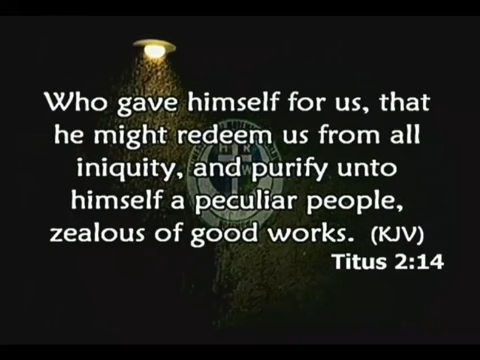 Who gave himself for us, that
he might redeem us from all
iniquity, and purify unto
himself a peculiar people,
zealous of good works. (KJV)
Titus 2:14